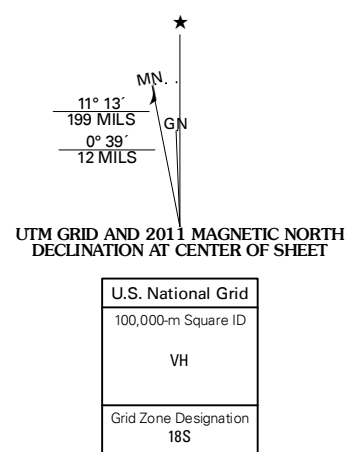 ★
MN
11° 13´
199 MILS
GN
0° 39´
12 MILS
UTM GRID AND 2011 MAGNETIC NORTH
DECLINATION AT CENTER OF SHEET
U.S. National Grid
100,000-m Square ID
VH
Grid Zone Designation
18S